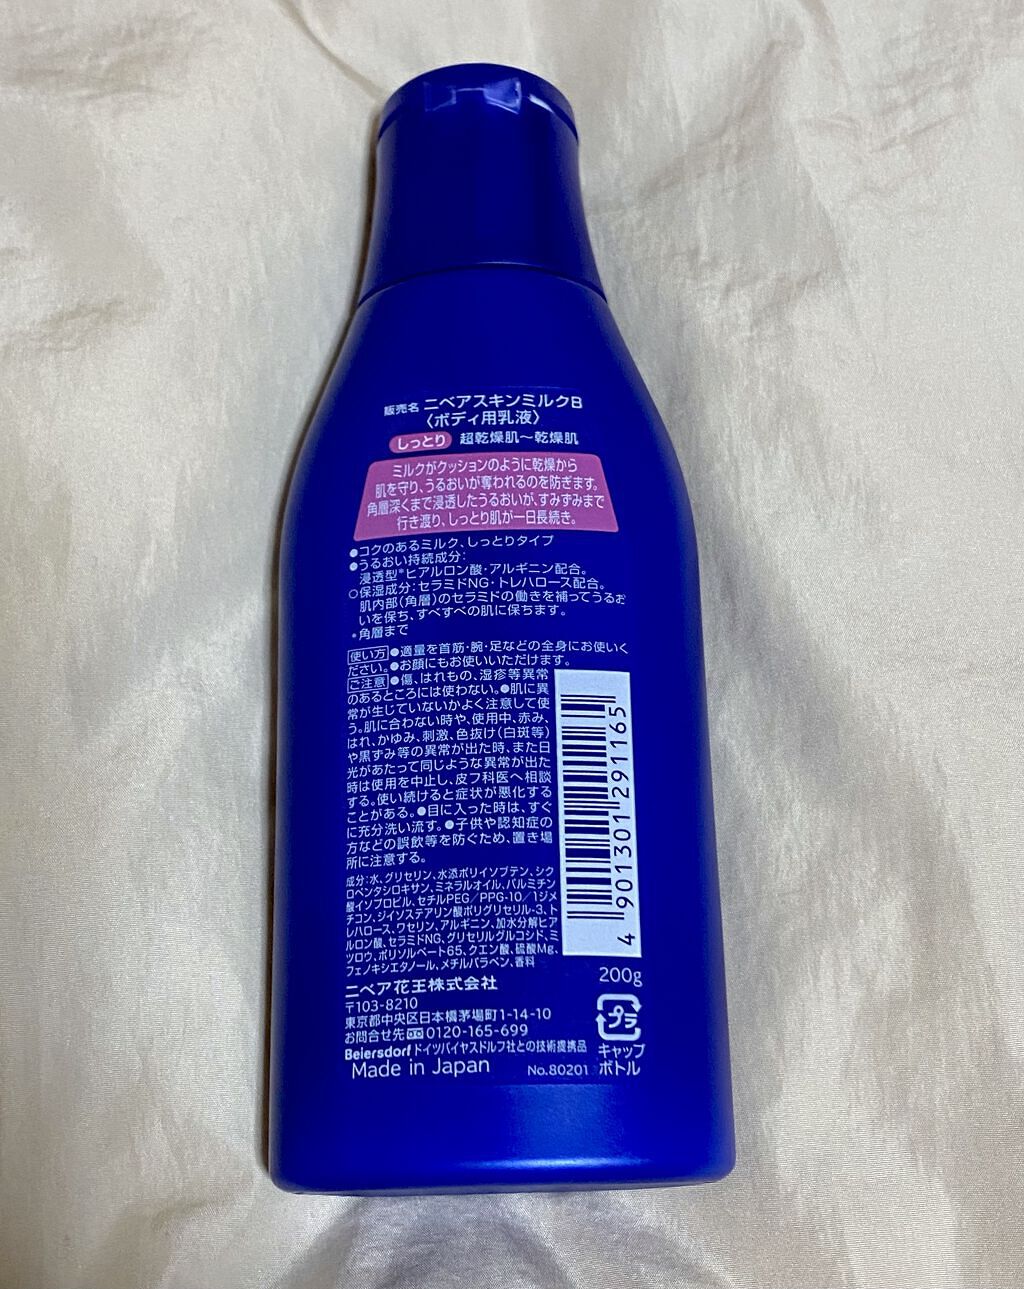 販売名 ニベアスキンミルクB
〈ボディ用乳液〉
しっとり 超乾燥肌～乾燥肌
ミルクがクッションのように乾燥から
肌を守り、うるおいが奪われるのを防ぎます。
角層深くまで浸透したうるおいが、すみずみまで
行き渡り、しっとり肌が一日長続き。
●コクのあるミルク、しっとりタイプ
●うるおい持続成分：
浸透型*ヒアルロン酸・アルギニン配合。
○保湿成分：セラミドNG・トレハロース配合。
肌内部（角層）のセラミドの働きを補ってうるお
いを保ち、すべすべの肌に保ちます。
*角層まで
使い方 ●適量を首筋・腕・足などの全身にお使いく
ださい。●お顔にもお使いいただけます。
ご注意 ●傷、はれもの、湿疹等異常
のあるところには使わない。●肌に異
常が生じていないかよく注意して使
う。肌に合わない時や、使用中、赤み、
はれ、かゆみ、刺激、色抜け（白斑等）
や黒ずみ等の異常が出た時、また日
光があたって同じような異常が出た
時は使用を中止し、皮フ科医へ相談
する。使い続けると症状が悪化する
ことがある。●目に入った時は、すぐ
に充分洗い流す。●子供や認知症の
方などの誤飲等を防ぐため、置き場
所に注意する。
成分：水、グリセリン、水添ポリイソブテン、シク
ロペンタシロキサン、ミネラルオイル、パルミチン
酸イソプロピル、セチルPEG／PPG-10／1ジメ
チコン、ジイソステアリン酸ポリグリセリル-3、ト
レハロース、ワセリン、アルギニン、加水分解ヒア
ルロン酸、セラミドNG、グリセリルグルコシド、ミ
ツロウ、ポリソルベート65、クエン酸、硫酸Mg、
フェノキシエタノール、メチルパラベン、香料
4 901301 291165
ニベア花王株式会社
〒103-8210
東京都中央区日本橋茅場町1-14-10
お問合せ先 0120-165-699
Beiersdorf ドイツバイヤスドルフ社との技術提携品
Made in Japan No.80201
200g
プラ
キャップ
ボトル